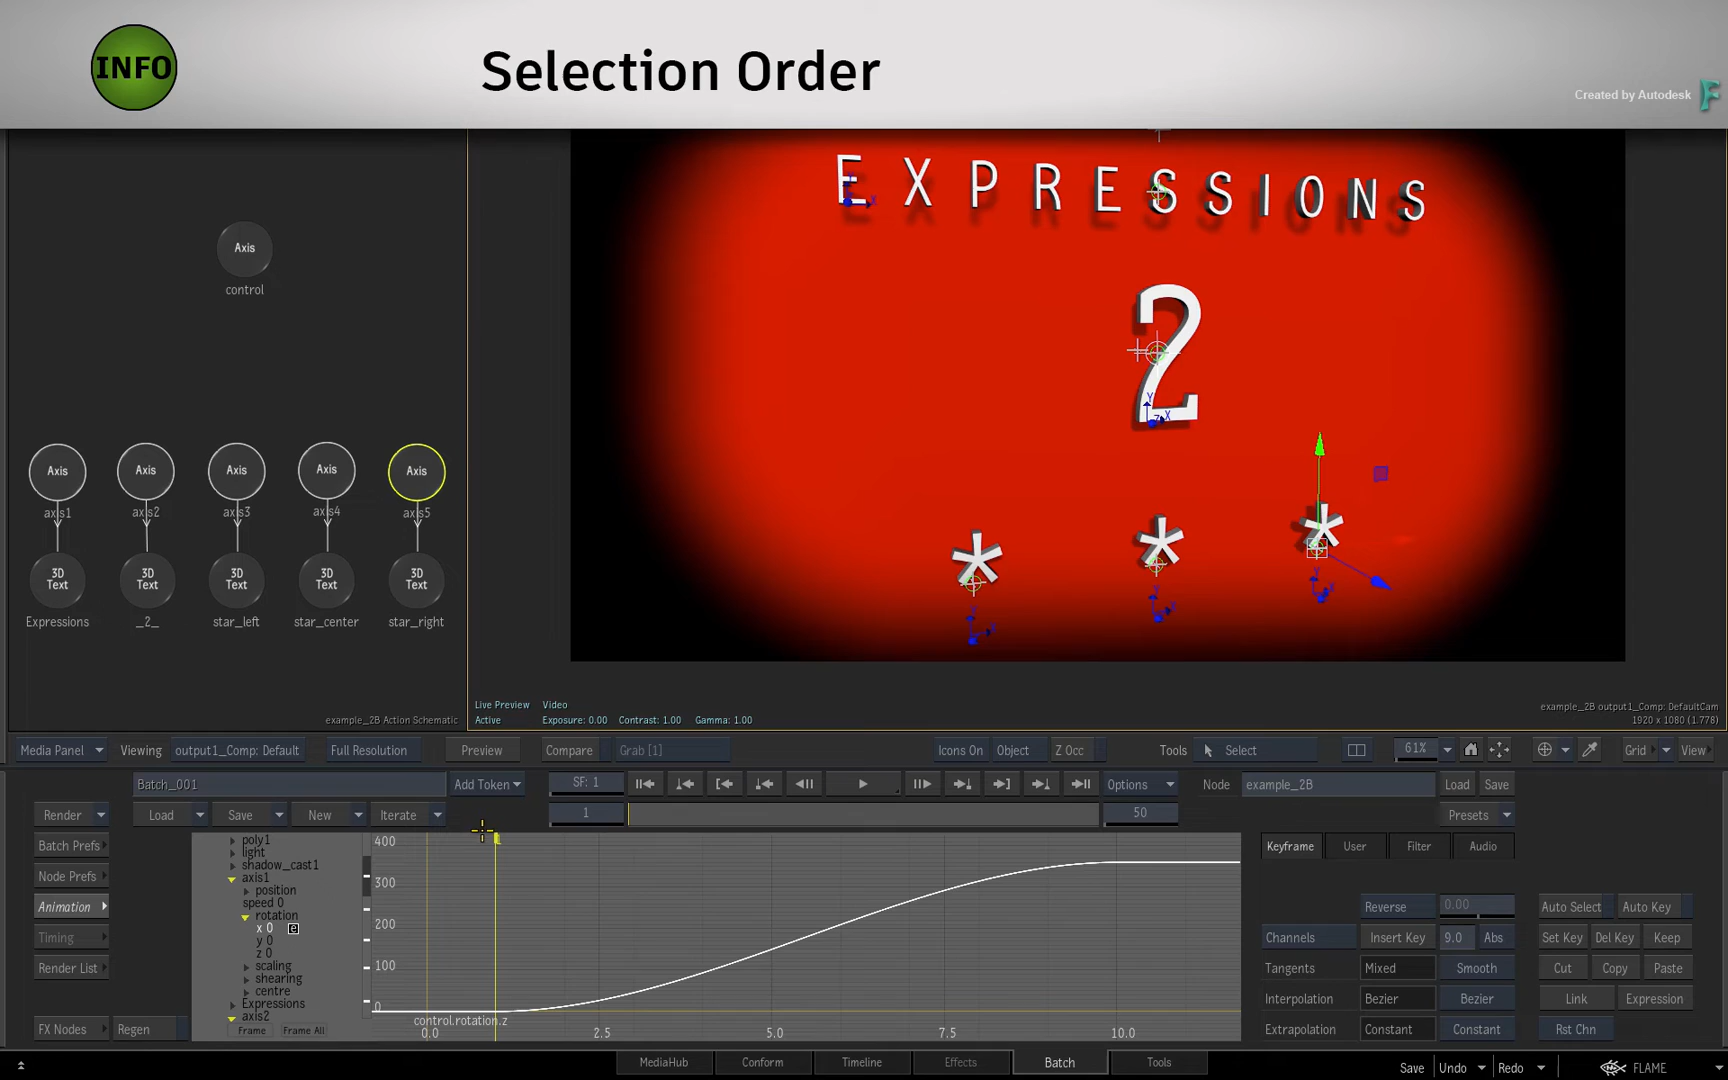 INFO
Selection Order
Created by Autodesk
EXPRESSIONS
2
* * *
Axis
control
Axis Axis Axis Axis Axis
axis1 axis2 axis3 axis4 axis5
3D Text 3D Text 3D Text 3D Text 3D Text
Expressions _2_ star_left star_center star_right
example_2B Action Schematic
Live Preview Video
Active Exposure: 0.00 Contrast: 1.00 Gamma: 1.00
example_2B output1_Comp: DefaultCam
1920 x 1080 (1.778)
Media Panel Viewing output1_Comp: Default Full Resolution Preview Compare Grab [1] Icons On Object Z Occ Tools Select 61% Grid View
Batch_001 Add Token SF: 1 Options Node example_2B Load Save
Render Load Save New Iterate 1 50 Presets
Batch Prefs
Node Prefs
Animation
Timing
Render List
FX Nodes Regen
poly1
light
shadow_cast1
axis1
position
speed 0
rotation
x 0 e
y 0
z 0
scaling
shearing
centre
Expressions
axis2
Frame Frame All
400
300
200
100
0
control.rotation.z
0.0 2.5 5.0 7.5 10.0
Keyframe User Filter Audio
Reverse 0.00 Auto Select Auto Key
Channels Insert Key 9.0 Abs Set Key Del Key Keep
Tangents Mixed Smooth Cut Copy Paste
Interpolation Bezier Bezier Link Expression
Extrapolation Constant Constant Rst Chn
MediaHub Conform Timeline Effects Batch Tools
Save Undo Redo FLAME